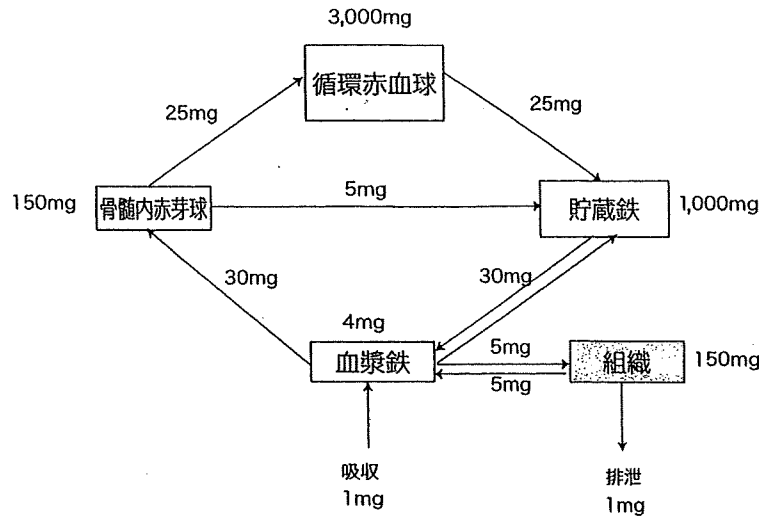 3,000mg
循環赤血球
25mg
25mg
150mg
骨髄内赤芽球
5mg
貯蔵鉄
1,000mg
30mg
30mg
4mg
血漿鉄
5mg
5mg
組織
150mg
吸収
1mg
排泄
1mg